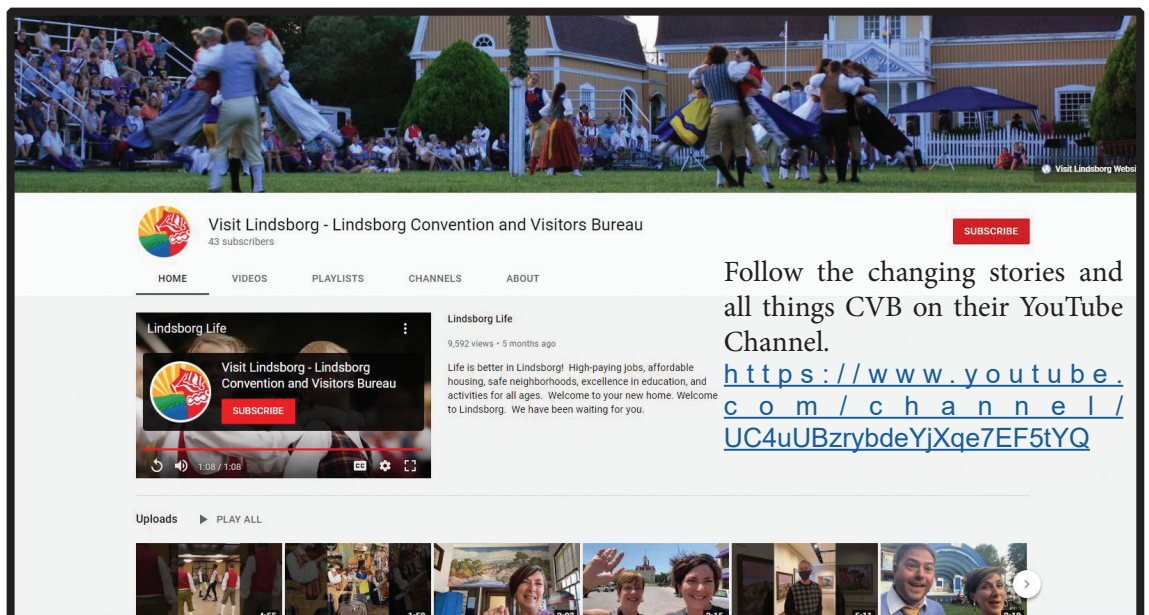 Visit Lindsborg Websi
Visit Lindsborg - Lindsborg Convention and Visitors Bureau
43 subscribers
SUBSCRIBE
HOME VIDEOS PLAYLISTS CHANNELS ABOUT
Lindsborg Life
Visit Lindsborg - Lindsborg
Convention and Visitors Bureau
SUBSCRIBE
1:08 / 1:08
CC
Lindsborg Life
9,592 views • 5 months ago
Life is better in Lindsborg! High-paying jobs, affordable
housing, safe neighborhoods, excellence in education, and
activities for all ages. Welcome to your new home. Welcome
to Lindsborg. We have been waiting for you.
Follow the changing stories and
all things CVB on their YouTube
Channel.
https://www.youtube.
com/channel/
UC4uUBzrybdeYjXqe7EF5tYQ
Uploads PLAY ALL